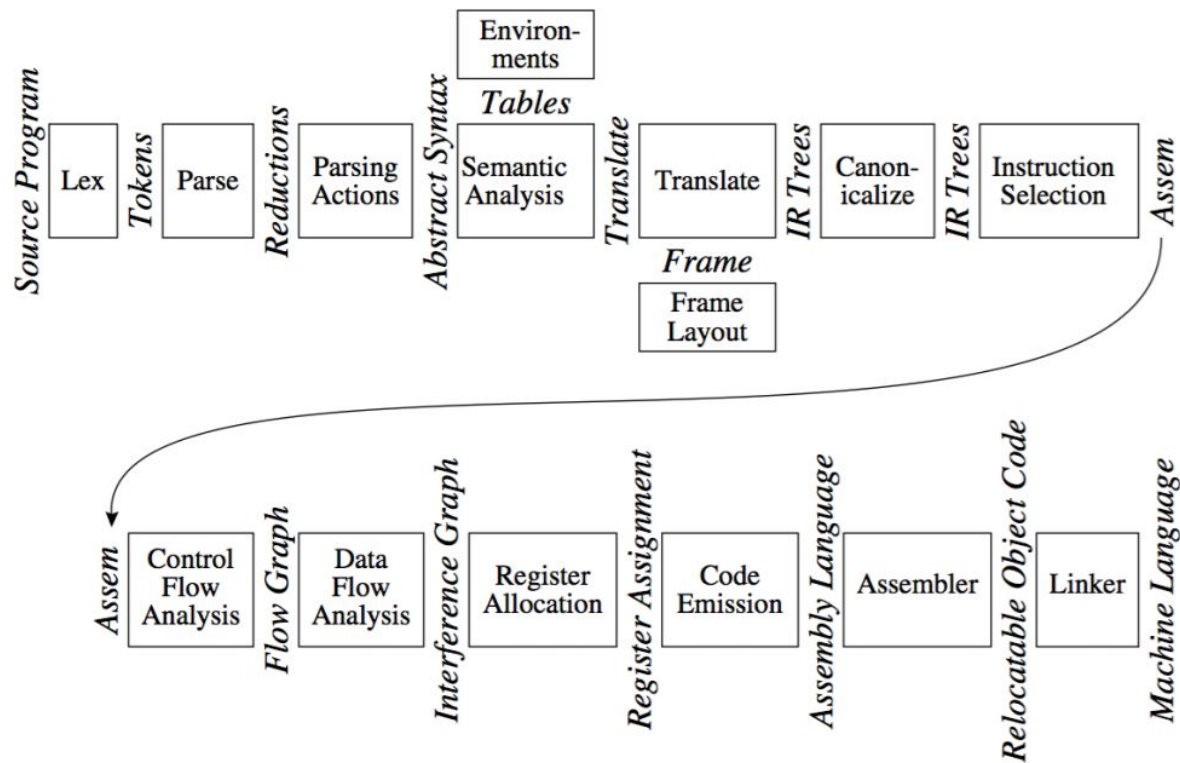 Environ-
ments
Tables
Source Program
Lex
Tokens
Parse
Reductions
Parsing
Actions
Abstract Syntax
Semantic
Analysis
Translate
Translate
IR Trees
Canon-
icalize
IR Trees
Instruction
Selection
Assem
Frame
Frame
Layout
Assem
Control
Flow
Analysis
Flow Graph
Data
Flow
Analysis
Interference Graph
Register
Allocation
Register Assignment
Code
Emission
Assembly Language
Assembler
Relocatable Object Code
Linker
Machine Language